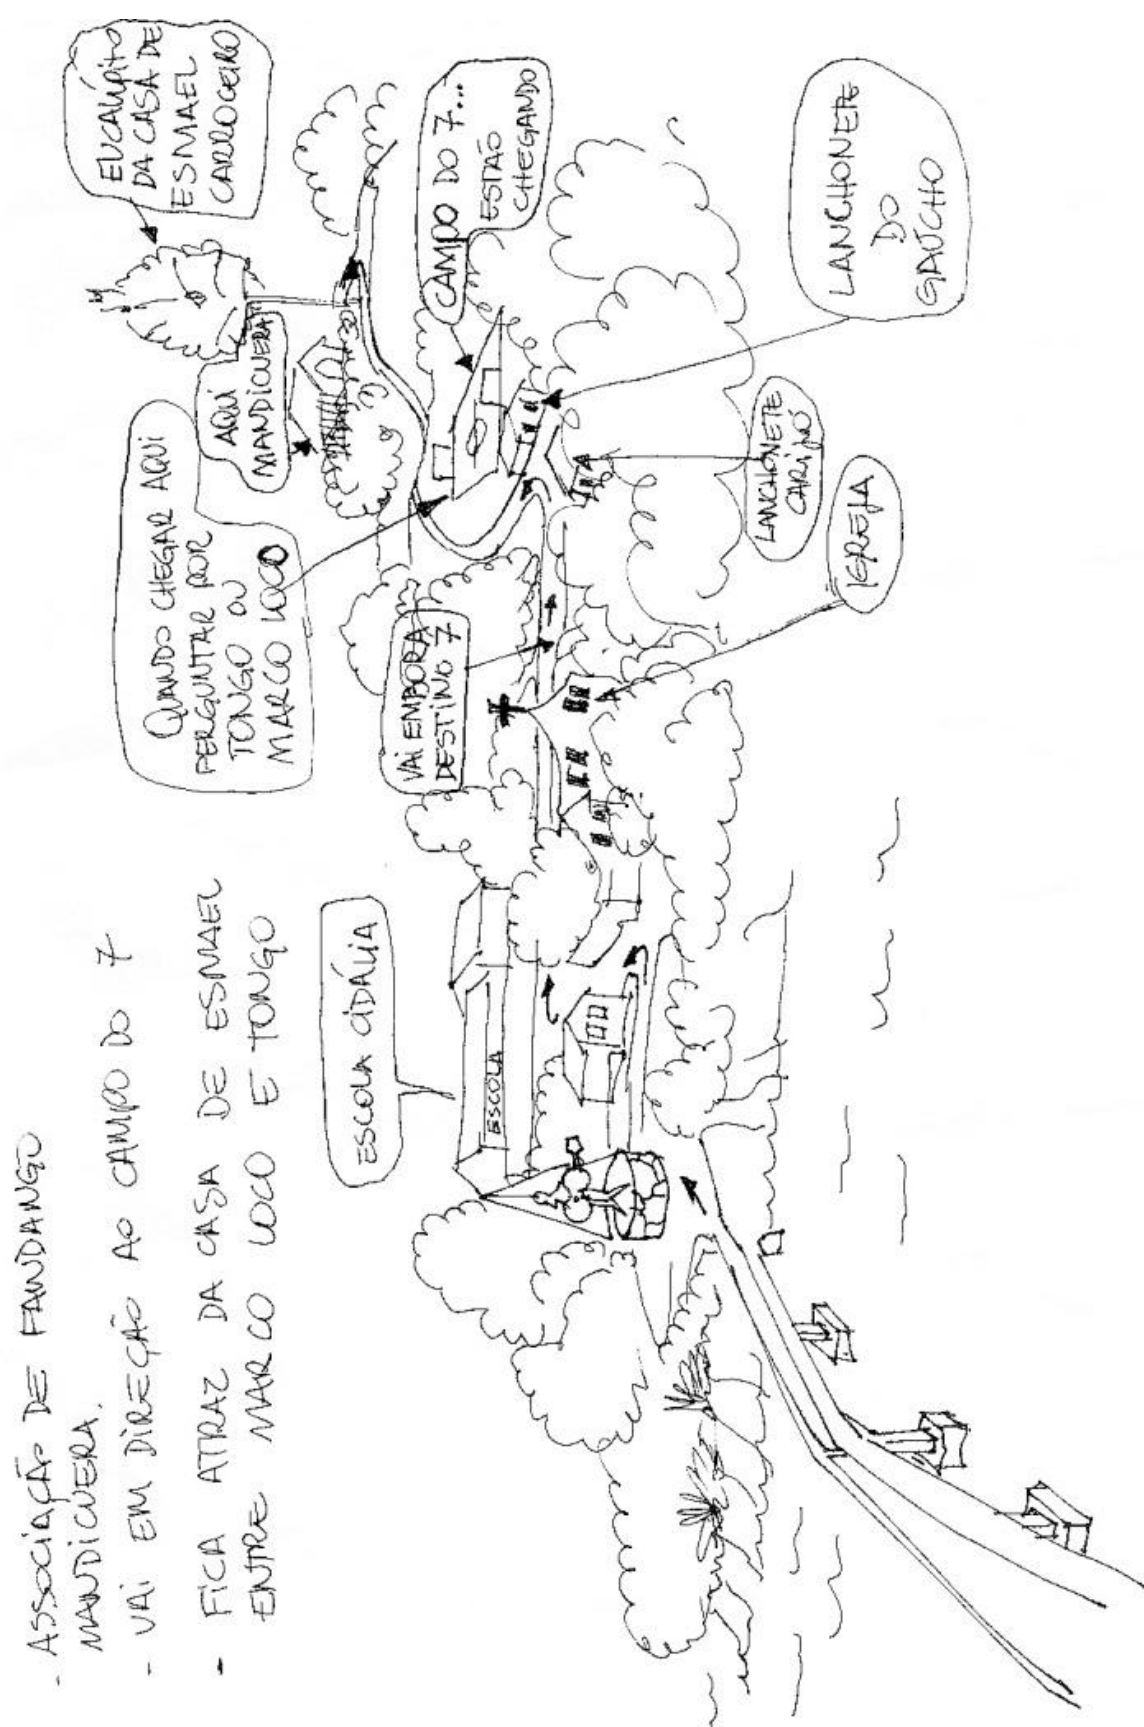 - ASSOCIAÇÃO DE FANDANGO
MANDICUERA.
- VAI EM DIREÇÃO AO CAMPO DO 7
- FICA ATRAZ DA CASA DE ESMAEL
ENTRE MARCO LOCO E TONGO
ESCOLA CIDÁLIA
ESCOLA
QUANDO CHEGAR AQUI
PERGUNTAR POR
TONGO OU
MARCO LOCO
VAI EMBORA
DESTINO 7
AQUI
MANDICUERA
EUCALÍPITO
DA CASA DE
ESMAEL
CARROCEIRO
CAMPO DO 7...
ESTÃO
CHEGANDO
IGREJA
LANCHONETE
CARIJÓ
LANCHONETE
DO
GAÚCHO